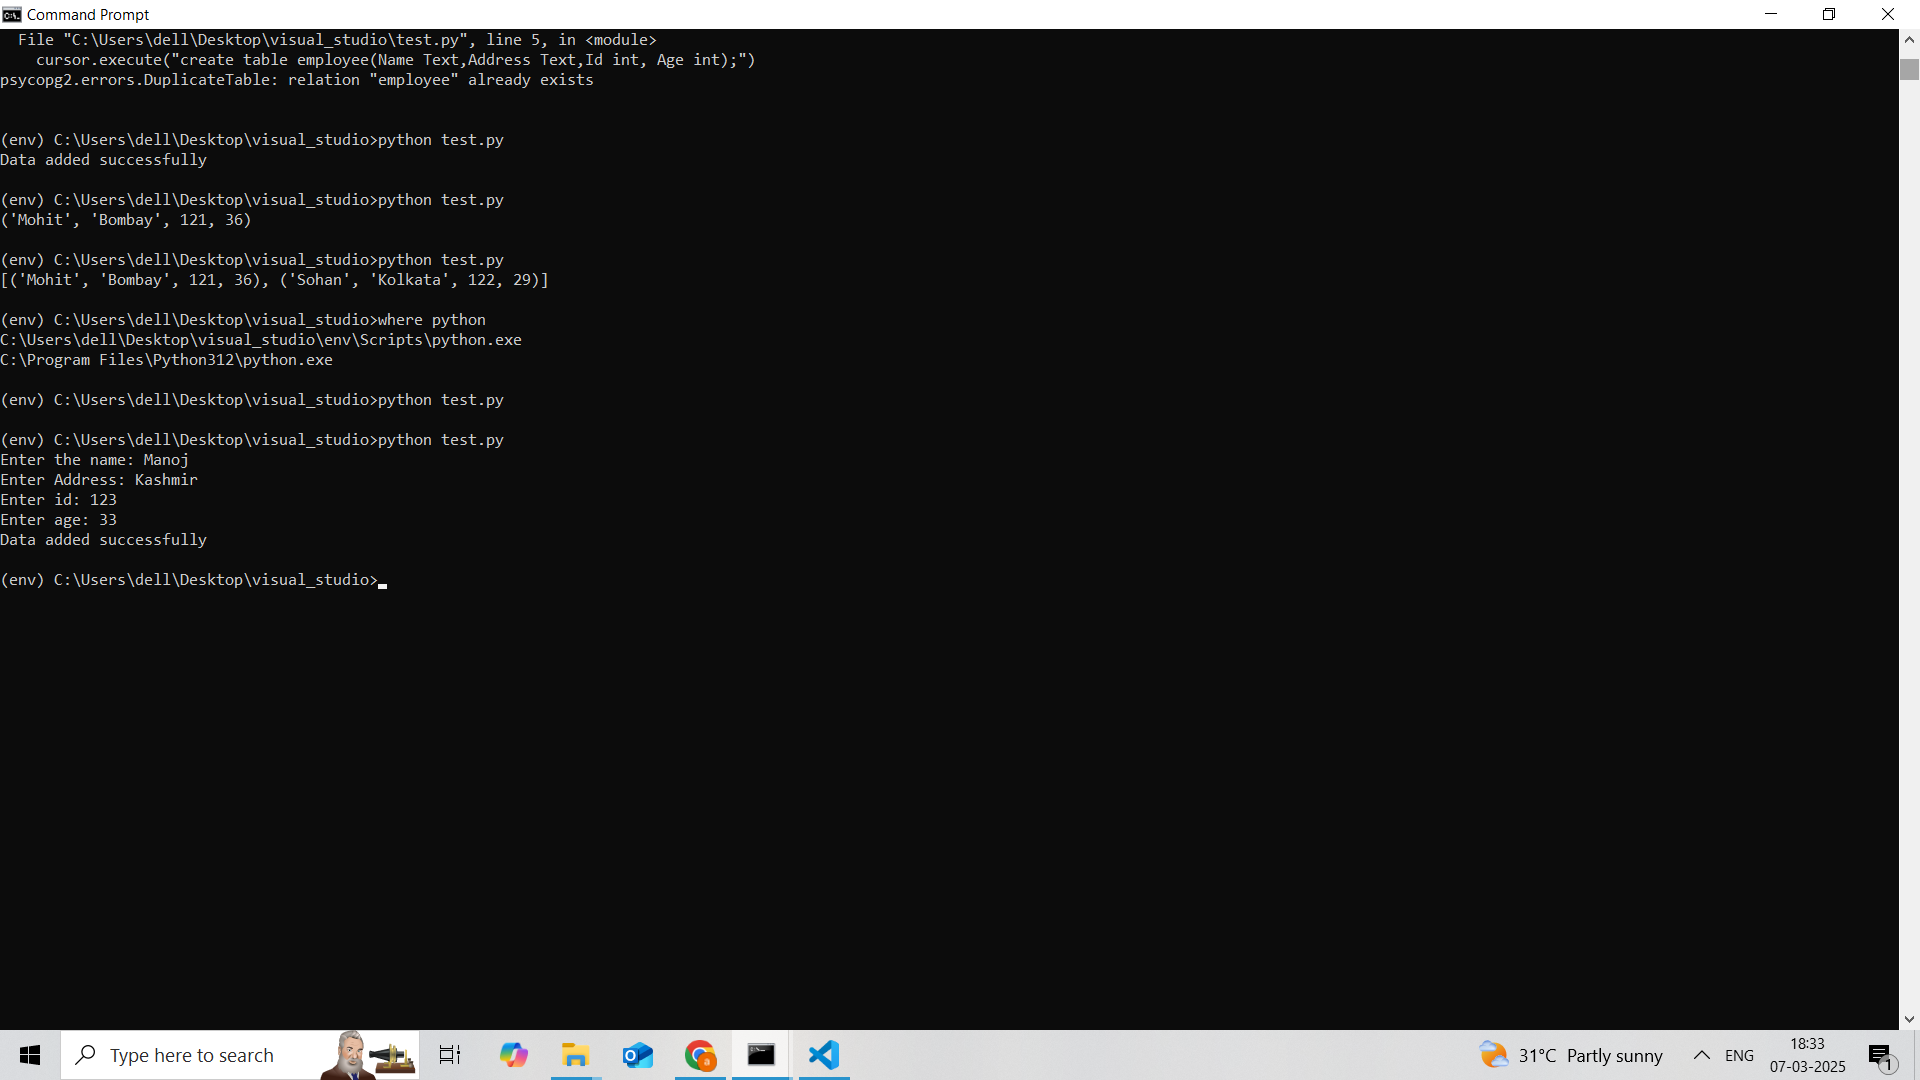 Command Prompt
  File "C:\Users\dell\Desktop\visual_studio\test.py", line 5, in <module>
    cursor.execute("create table employee(Name Text,Address Text,Id int, Age int);")
psycopg2.errors.DuplicateTable: relation "employee" already exists
(env) C:\Users\dell\Desktop\visual_studio>python test.py
Data added successfully
(env) C:\Users\dell\Desktop\visual_studio>python test.py
('Mohit', 'Bombay', 121, 36)
(env) C:\Users\dell\Desktop\visual_studio>python test.py
[('Mohit', 'Bombay', 121, 36), ('Sohan', 'Kolkata', 122, 29)]
(env) C:\Users\dell\Desktop\visual_studio>where python
C:\Users\dell\Desktop\visual_studio\env\Scripts\python.exe
C:\Program Files\Python312\python.exe
(env) C:\Users\dell\Desktop\visual_studio>python test.py
(env) C:\Users\dell\Desktop\visual_studio>python test.py
Enter the name: Manoj
Enter Address: Kashmir
Enter id: 123
Enter age: 33
Data added successfully
(env) C:\Users\dell\Desktop\visual_studio>
Type here to search
a
31°C Partly sunny
ENG
18:33
07-03-2025
1